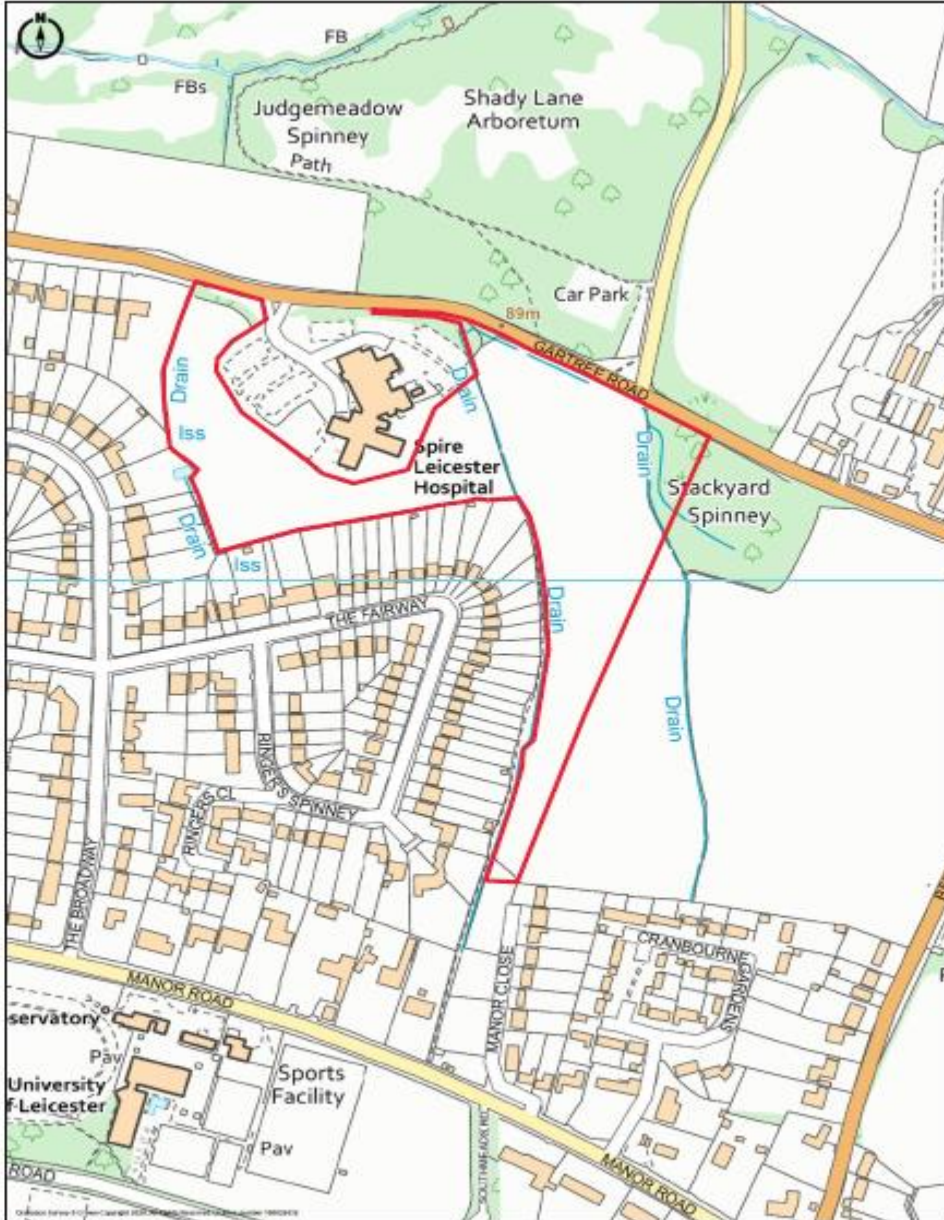 N
FB
FBs
Judgemeadow
Spinney
Shady Lane
Arboretum
Path
Car Park
89m
GARTREE ROAD
Drain
Iss
Drain
Drain
Spire
Leicester
Hospital
Drain
Stackyard
Spinney
Drain
Iss
THE FAIRWAY
Drain
Drain
RINGER'S SPINNEY
RINGERS CL
THE BROADWAY
MANOR ROAD
MANOR CLOSE
CRANBOURNE
GARDENS
servatory
Pav
University
f Leicester
Sports
Facility
Pav
ROAD
MANOR ROAD